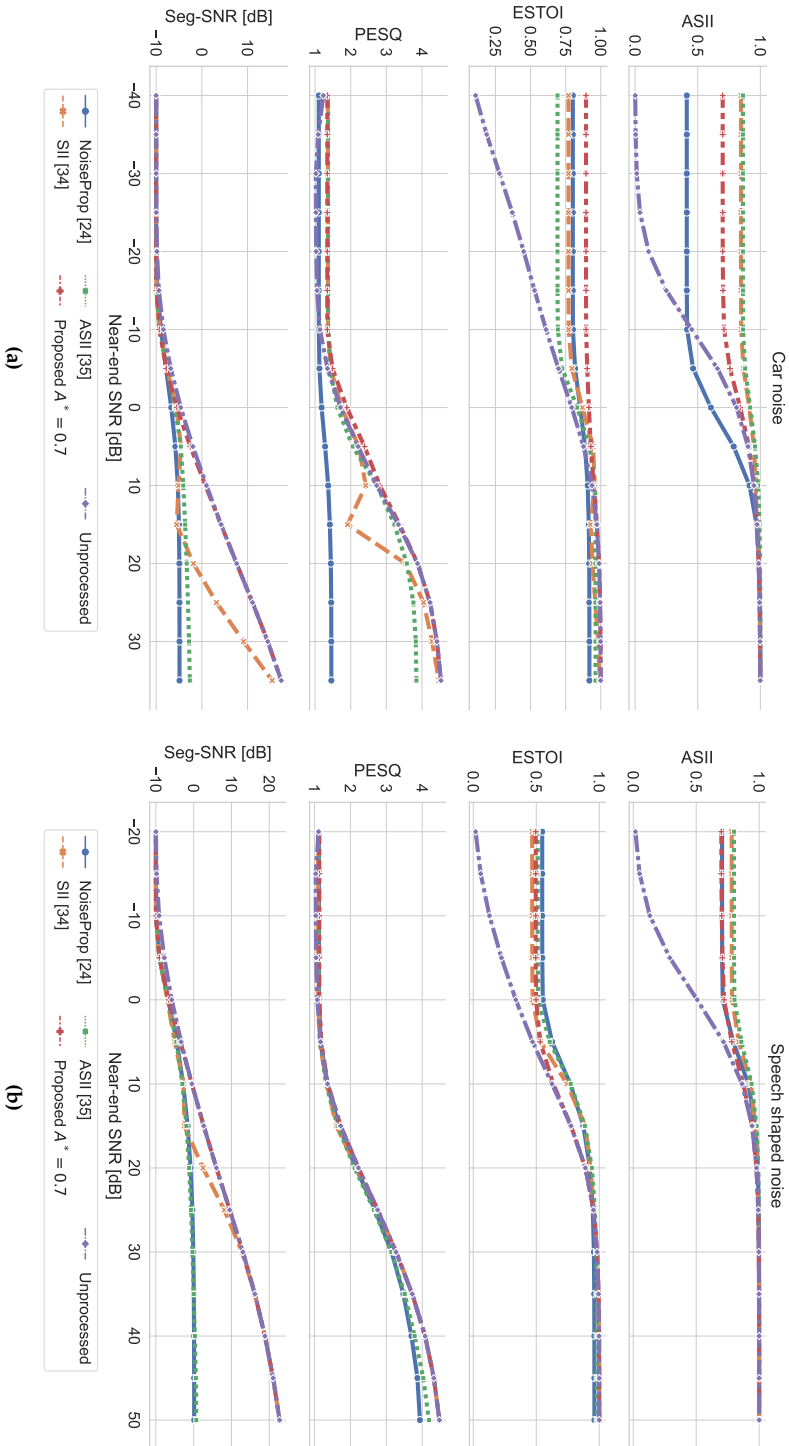 Car noise
ASII
0.0 0.5 1.0
ESTOI
0.25 0.50 0.75 1.00
PESQ
1 2 3 4
Seg-SNR [dB]
−10 0 10
−40 −30 −20 −10 0 10 20 30
Near-end SNR [dB]
NoiseProp [24] ASII [35] Unprocessed
SII [34] Proposed A* = 0.7
(a)
Speech shaped noise
ASII
0.0 0.5 1.0
ESTOI
0.0 0.5 1.0
PESQ
1 2 3 4
Seg-SNR [dB]
−10 0 10 20
−20 −10 0 10 20 30 40 50
Near-end SNR [dB]
NoiseProp [24] ASII [35] Unprocessed
SII [34] Proposed A* = 0.7
(b)